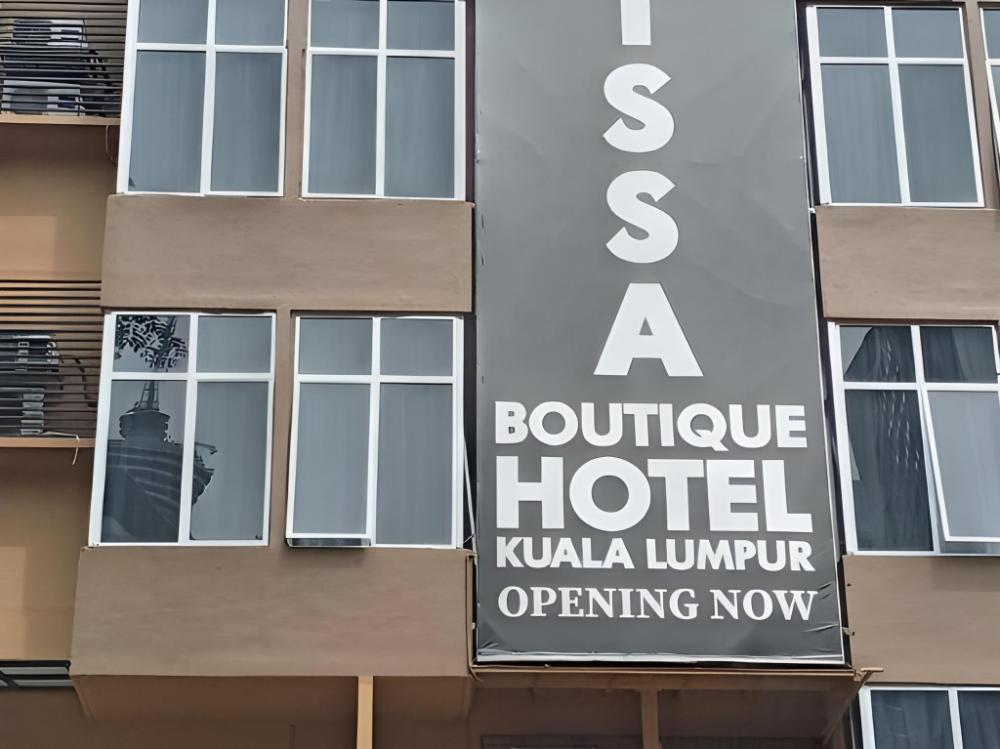 I
S
S
A
BOUTIQUE
HOTEL
KUALA LUMPUR
OPENING NOW